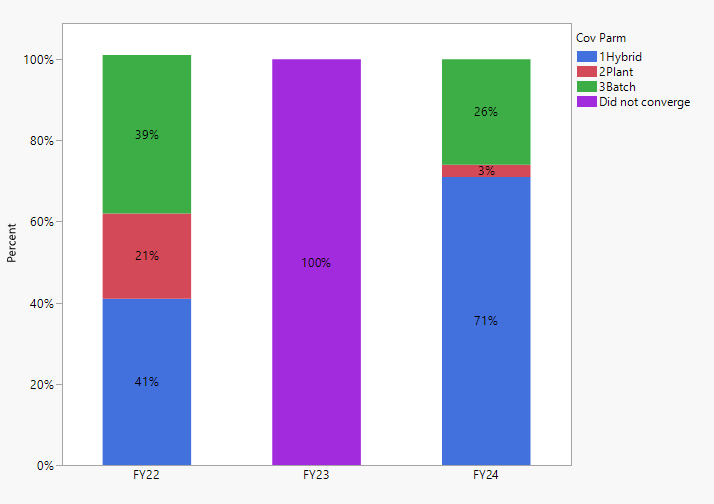 Cov Parm
1Hybrid
2Plant
3Batch
Did not converge
Percent
100%
80%
60%
40%
20%
0%
39%
21%
41%
100%
26%
3%
71%
FY22
FY23
FY24